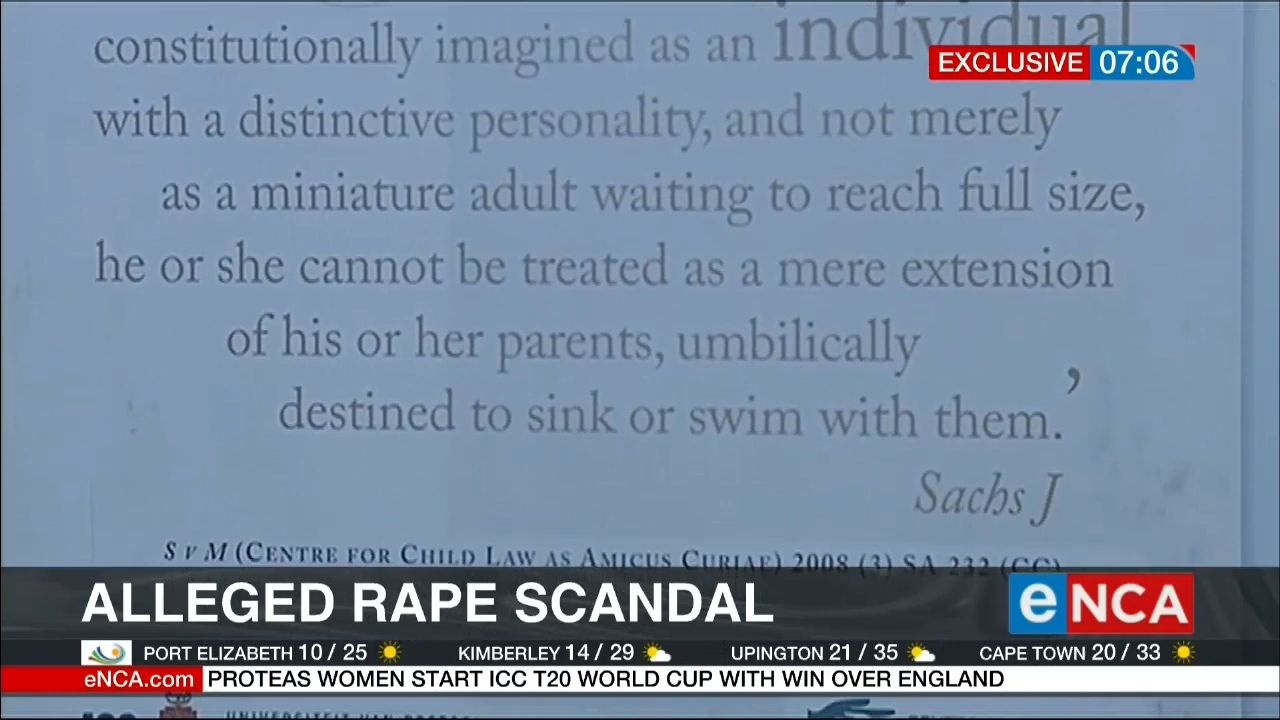 constitutionally imagined as an individual
EXCLUSIVE 07:06
with a distinctive personality, and not merely
as a miniature adult waiting to reach full size,
he or she cannot be treated as a mere extension
of his or her parents, umbilically
destined to sink or swim with them.’
Sachs J
S v M (CENTRE FOR CHILD LAW AS AMICUS CURIAE) 2008 (3) SA 232 (CC)
ALLEGED RAPE SCANDAL
eNCA
PORT ELIZABETH 10 / 25 KIMBERLEY 14 / 29 UPINGTON 21 / 35 CAPE TOWN 20 / 33
eNCA.com PROTEAS WOMEN START ICC T20 WORLD CUP WITH WIN OVER ENGLAND